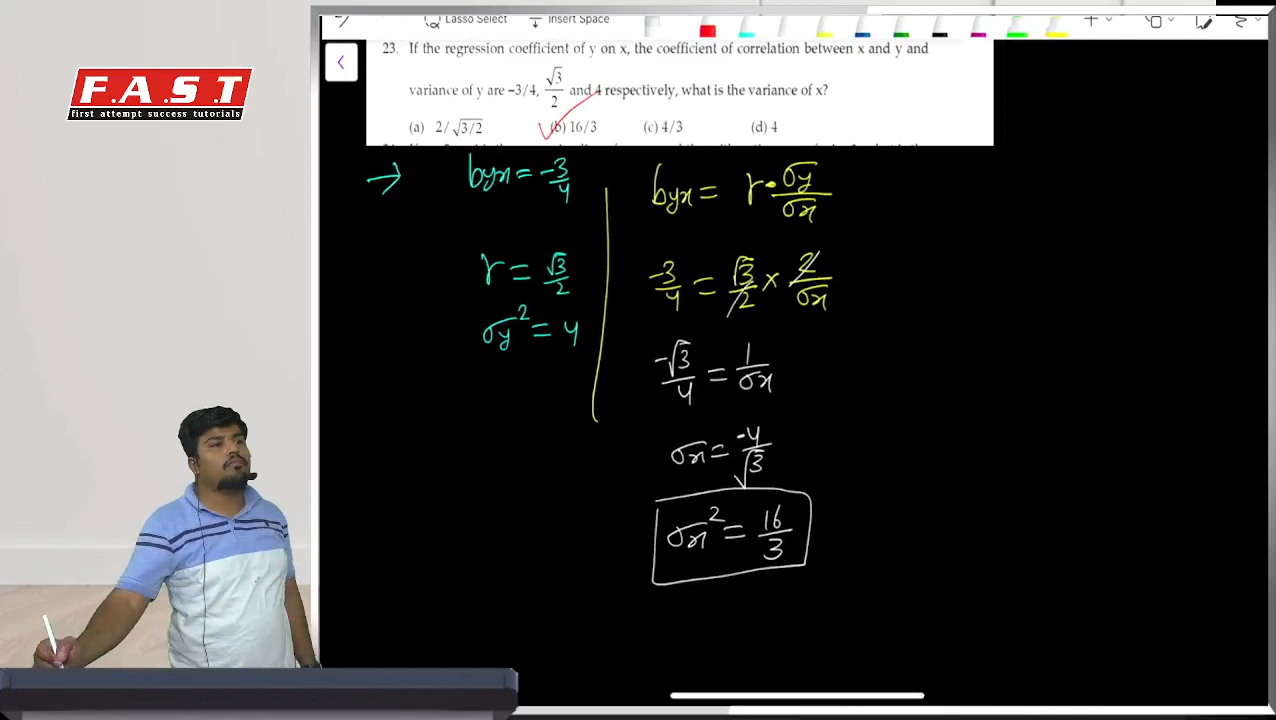 Lasso Select
Insert Space
F.A.S.T
first attempt success tutorials
23. If the regression coefficient of y on x, the coefficient of correlation between x and y and
variance of y are –3/4, √3/2 and 4 respectively, what is the variance of x?
(a) 2/√3/2 (b) 16/3 (c) 4/3 (d) 4
→ byx = -3/4
r = √3/2
σy² = 4
byx = r · σy/σx
-3/4 = √3/2 × 2/σx
-√3/4 = 1/σx
σx = -4/√3
σx² = 16/3